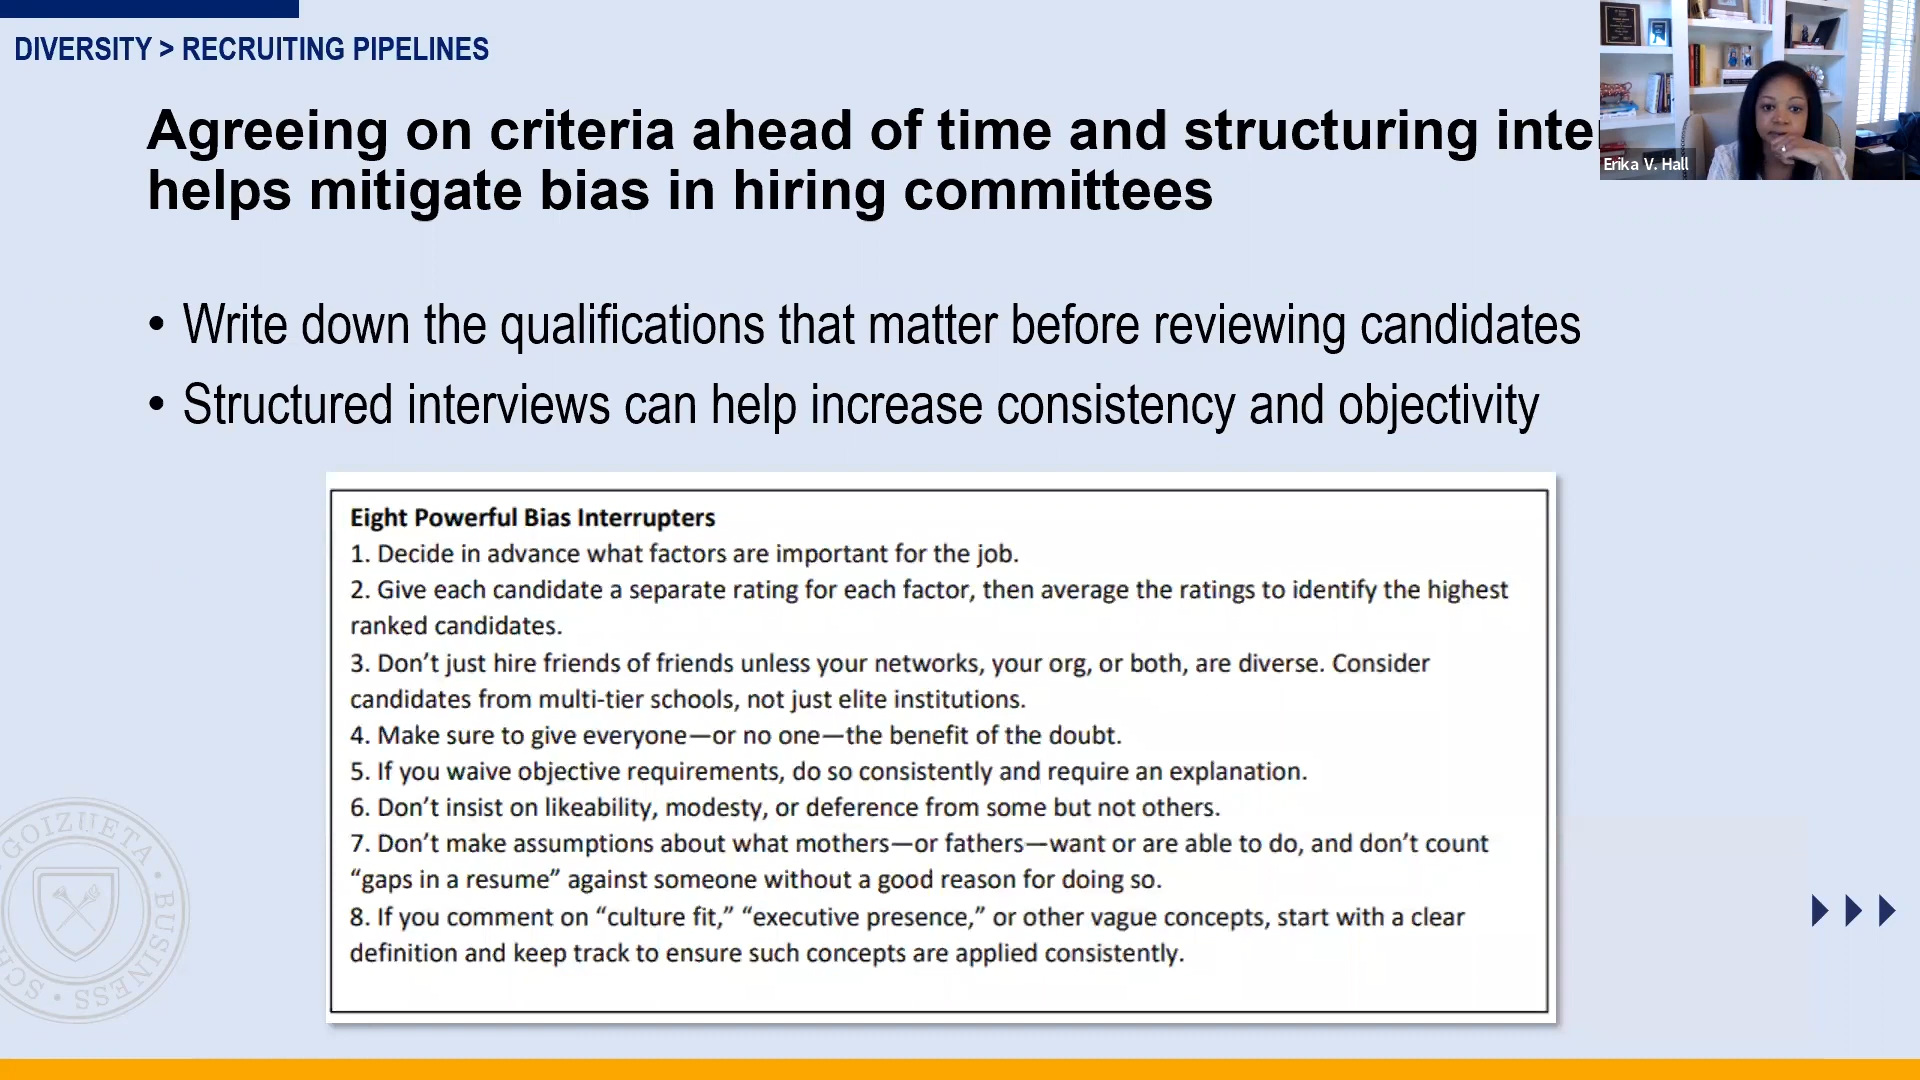 DIVERSITY > RECRUITING PIPELINES
Agreeing on criteria ahead of time and structuring inte
helps mitigate bias in hiring committees
Erika V. Hall
• Write down the qualifications that matter before reviewing candidates
• Structured interviews can help increase consistency and objectivity
Eight Powerful Bias Interrupters
1. Decide in advance what factors are important for the job.
2. Give each candidate a separate rating for each factor, then average the ratings to identify the highest
ranked candidates.
3. Don’t just hire friends of friends unless your networks, your org, or both, are diverse. Consider
candidates from multi-tier schools, not just elite institutions.
4. Make sure to give everyone—or no one—the benefit of the doubt.
5. If you waive objective requirements, do so consistently and require an explanation.
6. Don’t insist on likeability, modesty, or deference from some but not others.
7. Don’t make assumptions about what mothers—or fathers—want or are able to do, and don’t count
“gaps in a resume” against someone without a good reason for doing so.
8. If you comment on “culture fit,” “executive presence,” or other vague concepts, start with a clear
definition and keep track to ensure such concepts are applied consistently.
GOIZUETA • BUSINESS • SCH